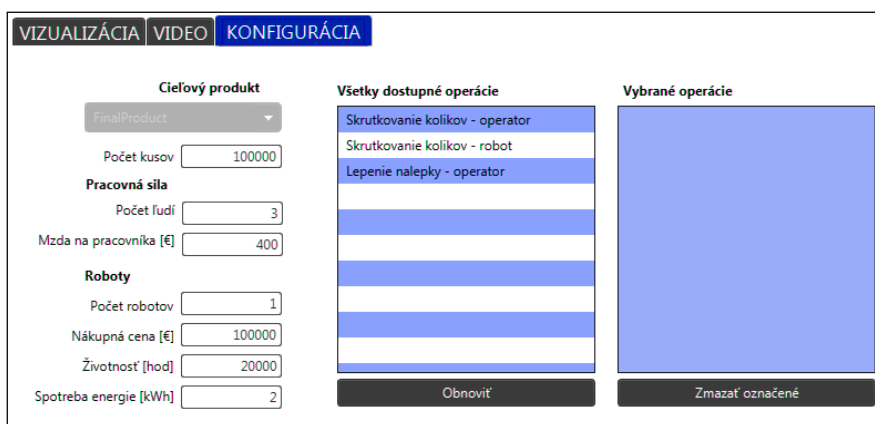 VIZUALIZÁCIA VIDEO KONFIGURÁCIA
Cieľový produkt
FinalProduct
Počet kusov 100000
Pracovná sila
Počet ľudí 3
Mzda na pracovníka [€] 400
Roboty
Počet robotov 1
Nákupná cena [€] 100000
Životnosť [hod] 20000
Spotreba energie [kWh] 2
Všetky dostupné operácie
Skrutkovanie kolikov - operator
Skrutkovanie kolikov - robot
Lepenie nalepky - operator
Obnoviť
Vybrané operácie
Zmazať označené